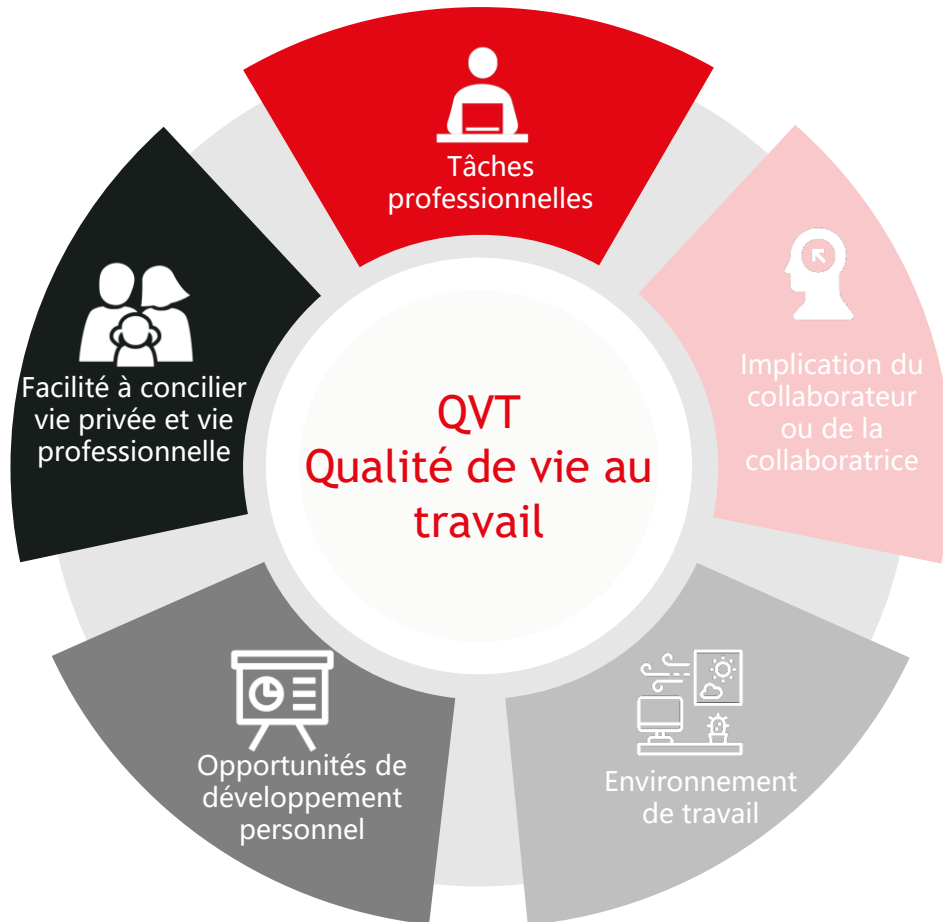 Tâches
professionnelles
Implication du
collaborateur
ou de la
collaboratrice
Environnement
de travail
Opportunités de
développement
personnel
Facilité à concilier
vie privée et vie
professionnelle
QVT
Qualité de vie au
travail